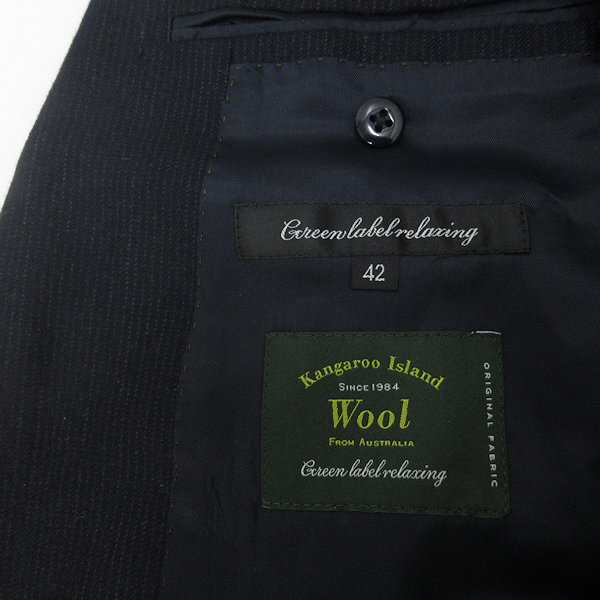 Green label relaxing
42
Kangaroo Island
SINCE 1984
Wool
FROM AUSTRALIA
Green label relaxing
ORIGINAL FABRIC